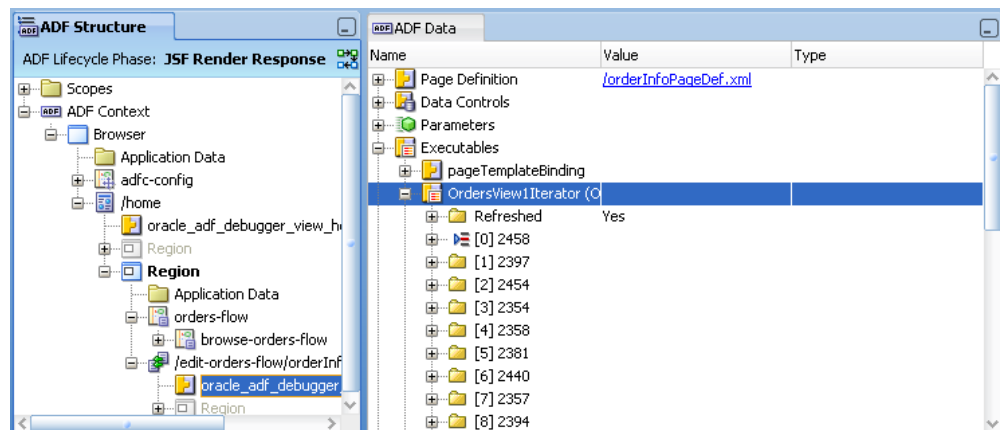 ADF Structure
ADF Lifecycle Phase: JSF Render Response
Scopes
ADF ADF Context
Browser
Application Data
adfc-config
/home
oracle_adf_debugger_view_h
Region
Region
Application Data
orders-flow
browse-orders-flow
/edit-orders-flow/orderInf
oracle_adf_debugger_
Region
ADF ADF Data
Name Value Type
Page Definition /orderInfoPageDef.xml
Data Controls
Parameters
Executables
pageTemplateBinding
OrdersView1Iterator (O
Refreshed Yes
[0] 2458
[1] 2397
[2] 2454
[3] 2354
[4] 2358
[5] 2381
[6] 2440
[7] 2357
[8] 2394